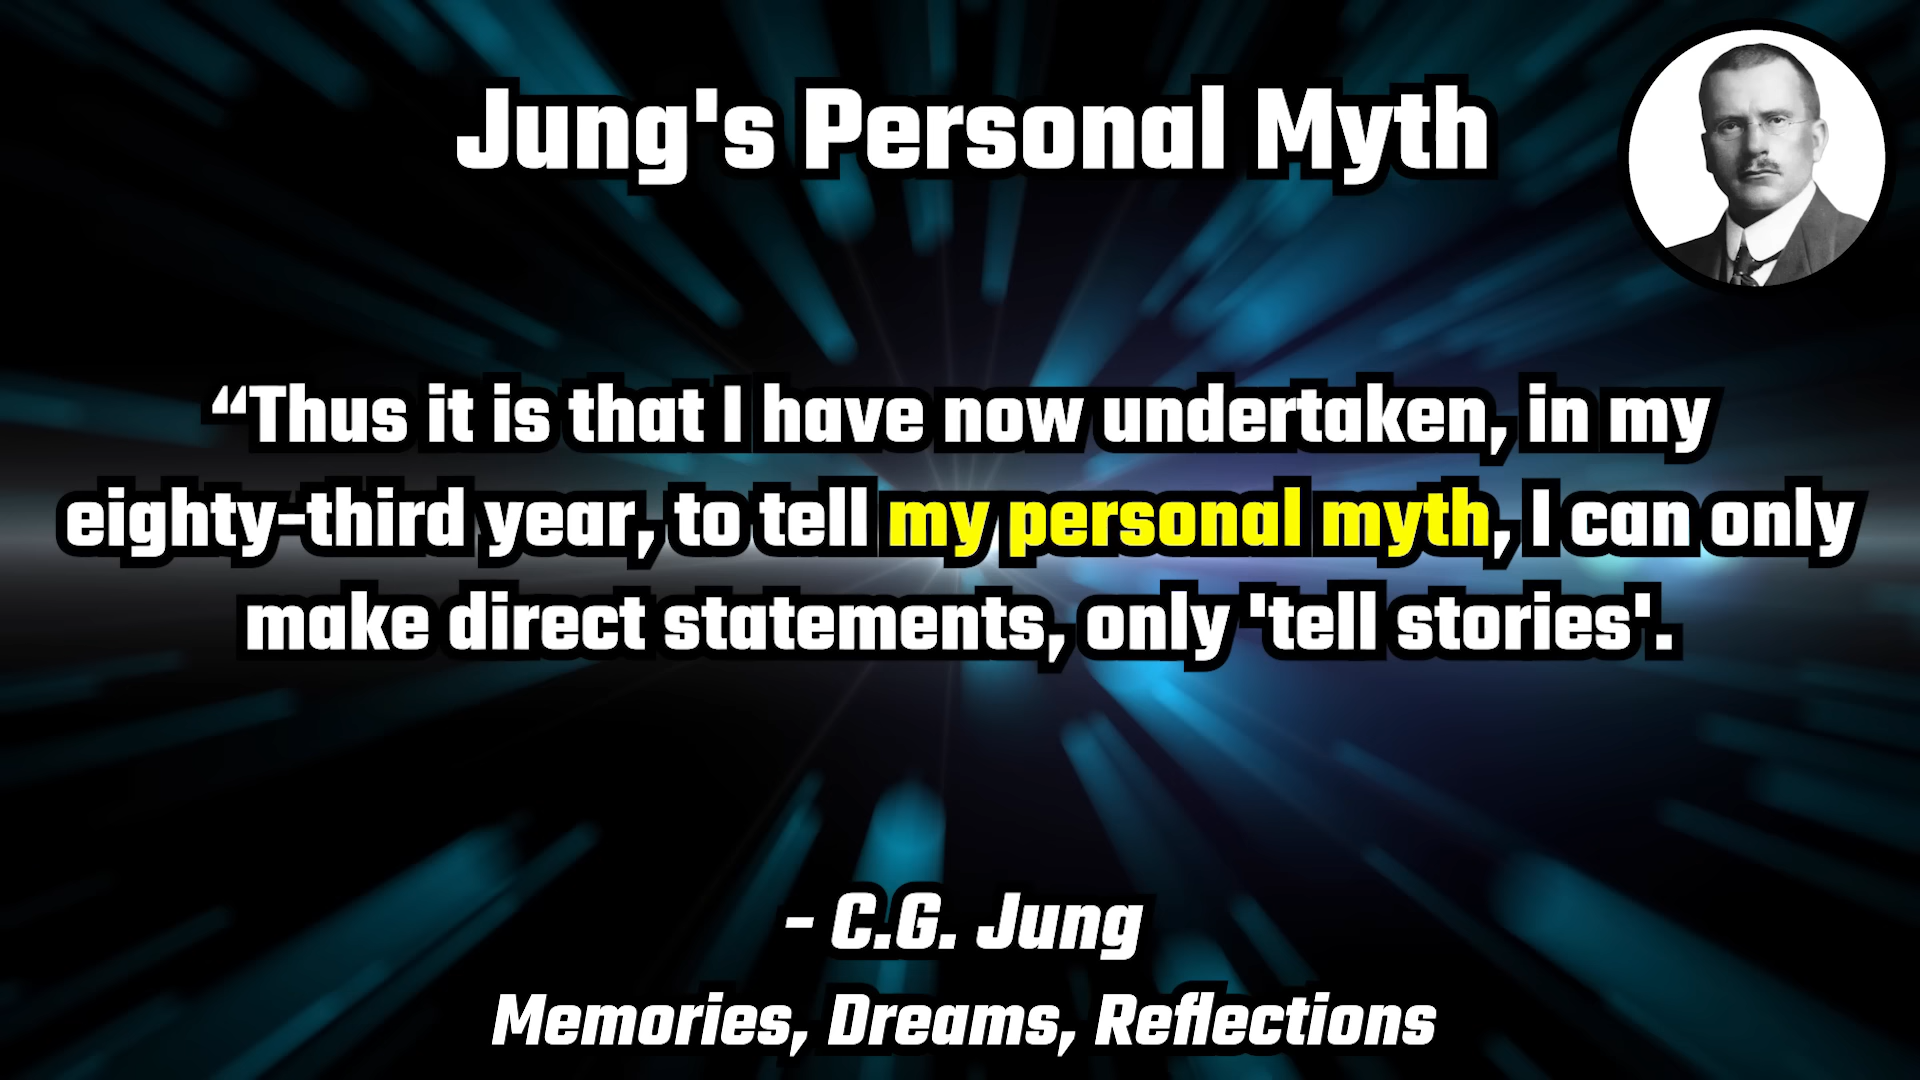 Jung's Personal Myth
“Thus it is that I have now undertaken, in my
eighty-third year, to tell my personal myth, I can only
make direct statements, only 'tell stories'.
- C.G. Jung
Memories, Dreams, Reflections